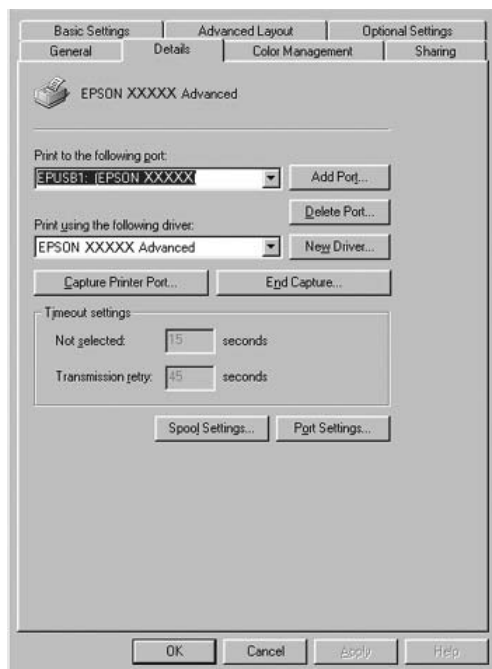 Basic Settings Advanced Layout Optional Settings
General Details Color Management Sharing
EPSON XXXXX Advanced
Print to the following port:
EPUSB1: (EPSON XXXXX( Add Port...
Delete Port...
Print using the following driver:
EPSON XXXXX Advanced New Driver...
Capture Printer Port... End Capture...
Timeout settings
Not selected: 15 seconds
Transmission retry: 45 seconds
Spool Settings... Port Settings...
OK Cancel Apply Help